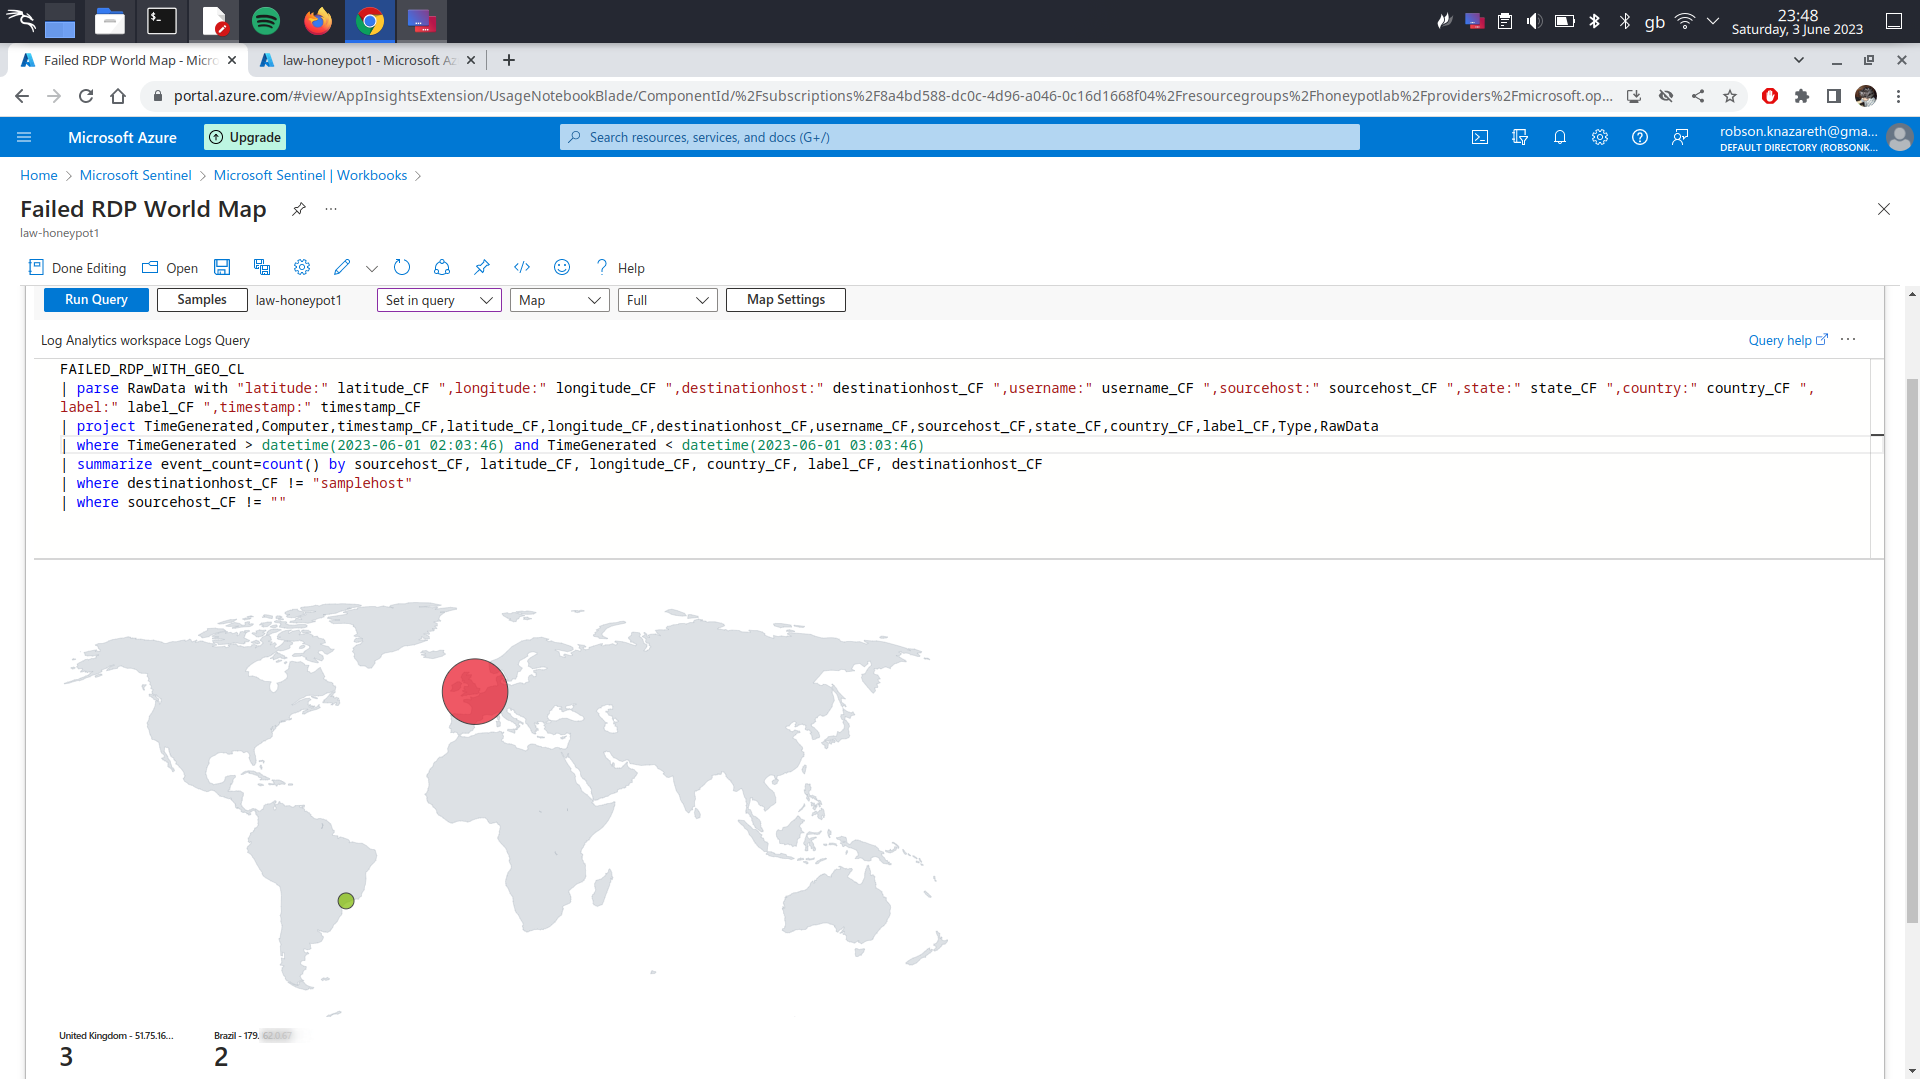 23:48
gb
Saturday, 3 June 2023
Failed RDP World Map - Micro
law-honeypot1 - Microsoft Az
portal.azure.com/#view/AppInsightsExtension/UsageNotebookBlade/ComponentId/%2Fsubscriptions%2F8a4bd588-dc0c-4d96-a046-0c16d1668f04%2Fresourcegroups%2Fhoneypotlab%2Fproviders%2Fmicrosoft.op...
Microsoft Azure
Upgrade
Search resources, services, and docs (G+/)
robson.knazareth@gma...
DEFAULT DIRECTORY (ROBSONK...
Home > Microsoft Sentinel > Microsoft Sentinel | Workbooks >
Failed RDP World Map
law-honeypot1
Done Editing Open Help
Run Query Samples law-honeypot1 Set in query Map Full Map Settings
Log Analytics workspace Logs Query Query help
FAILED_RDP_WITH_GEO_CL
| parse RawData with "latitude:" latitude_CF ",longitude:" longitude_CF ",destinationhost:" destinationhost_CF ",username:" username_CF ",sourcehost:" sourcehost_CF ",state:" state_CF ",country:" country_CF ",
label:" label_CF ",timestamp:" timestamp_CF
| project TimeGenerated,Computer,timestamp_CF,latitude_CF,longitude_CF,destinationhost_CF,username_CF,sourcehost_CF,state_CF,country_CF,label_CF,Type,RawData
| where TimeGenerated > datetime(2023-06-01 02:03:46) and TimeGenerated < datetime(2023-06-01 03:03:46)
| summarize event_count=count() by sourcehost_CF, latitude_CF, longitude_CF, country_CF, label_CF, destinationhost_CF
| where destinationhost_CF != "samplehost"
| where sourcehost_CF != ""
United Kingdom - 51.75.16... Brazil - 179.
3 2